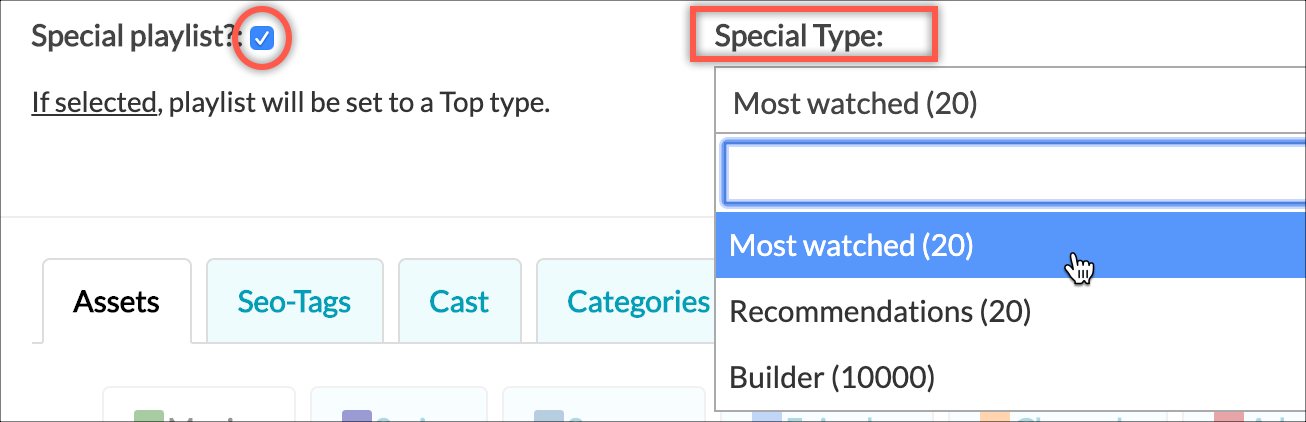 Special playlist?:
Special Type:
If selected, playlist will be set to a Top type.
Most watched (20)
Most watched (20)
Recommendations (20)
Builder (10000)
Assets
Seo-Tags
Cast
Categories